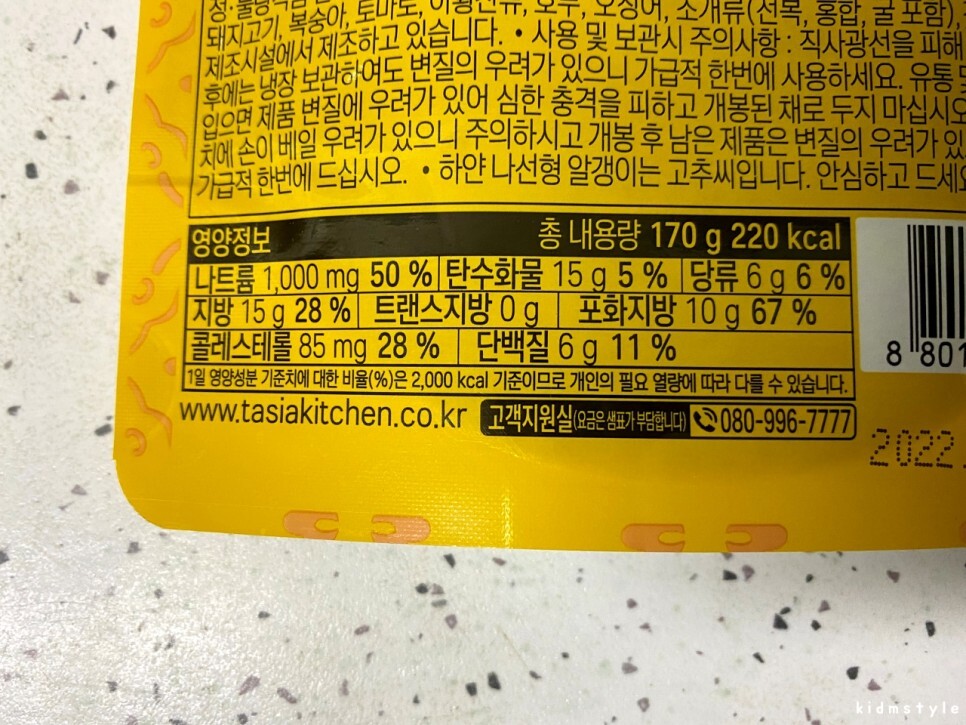 토마토, 아황산류, 호두, 오징어, 조개류(전복, 홍합, 굴 포함)
돼지고기, 복숭아,
제조시설에서 제조하고 있습니다. • 사용 및 보관시 주의사항 : 직사광선을 피해
후에는 냉장 보관하여도 변질의 우려가 있으니 가급적 한번에 사용하세요. 유통
입으면 제품 변질에 우려가 있어 심한 충격을 피하고 개봉된 채로 두지 마십시오
치에 손이 베일 우려가 있으니 주의하시고 개봉 후 남은 제품은 변질의 우려가 있
가급적 한번에 드십시오. • 하얀 나선형 알갱이는 고추씨입니다. 안심하고 드세요
영양정보 총 내용량 170 g 220 kcal
나트륨 1,000 mg 50 % 탄수화물 15 g 5 % 당류 6 g 6 %
지방 15 g 28 % 트랜스지방 0 g 포화지방 10 g 67 %
콜레스테롤 85 mg 28 % 단백질 6 g 11 %
1일 영양성분 기준치에 대한 비율(%)은 2,000 kcal 기준이므로 개인의 필요 열량에 따라 다를 수 있습니다.
www.tasiakitchen.co.kr 고객지원실(요금은 샘표가 부담합니다) 080-996-7777
8 801
2022.
kidmstyle